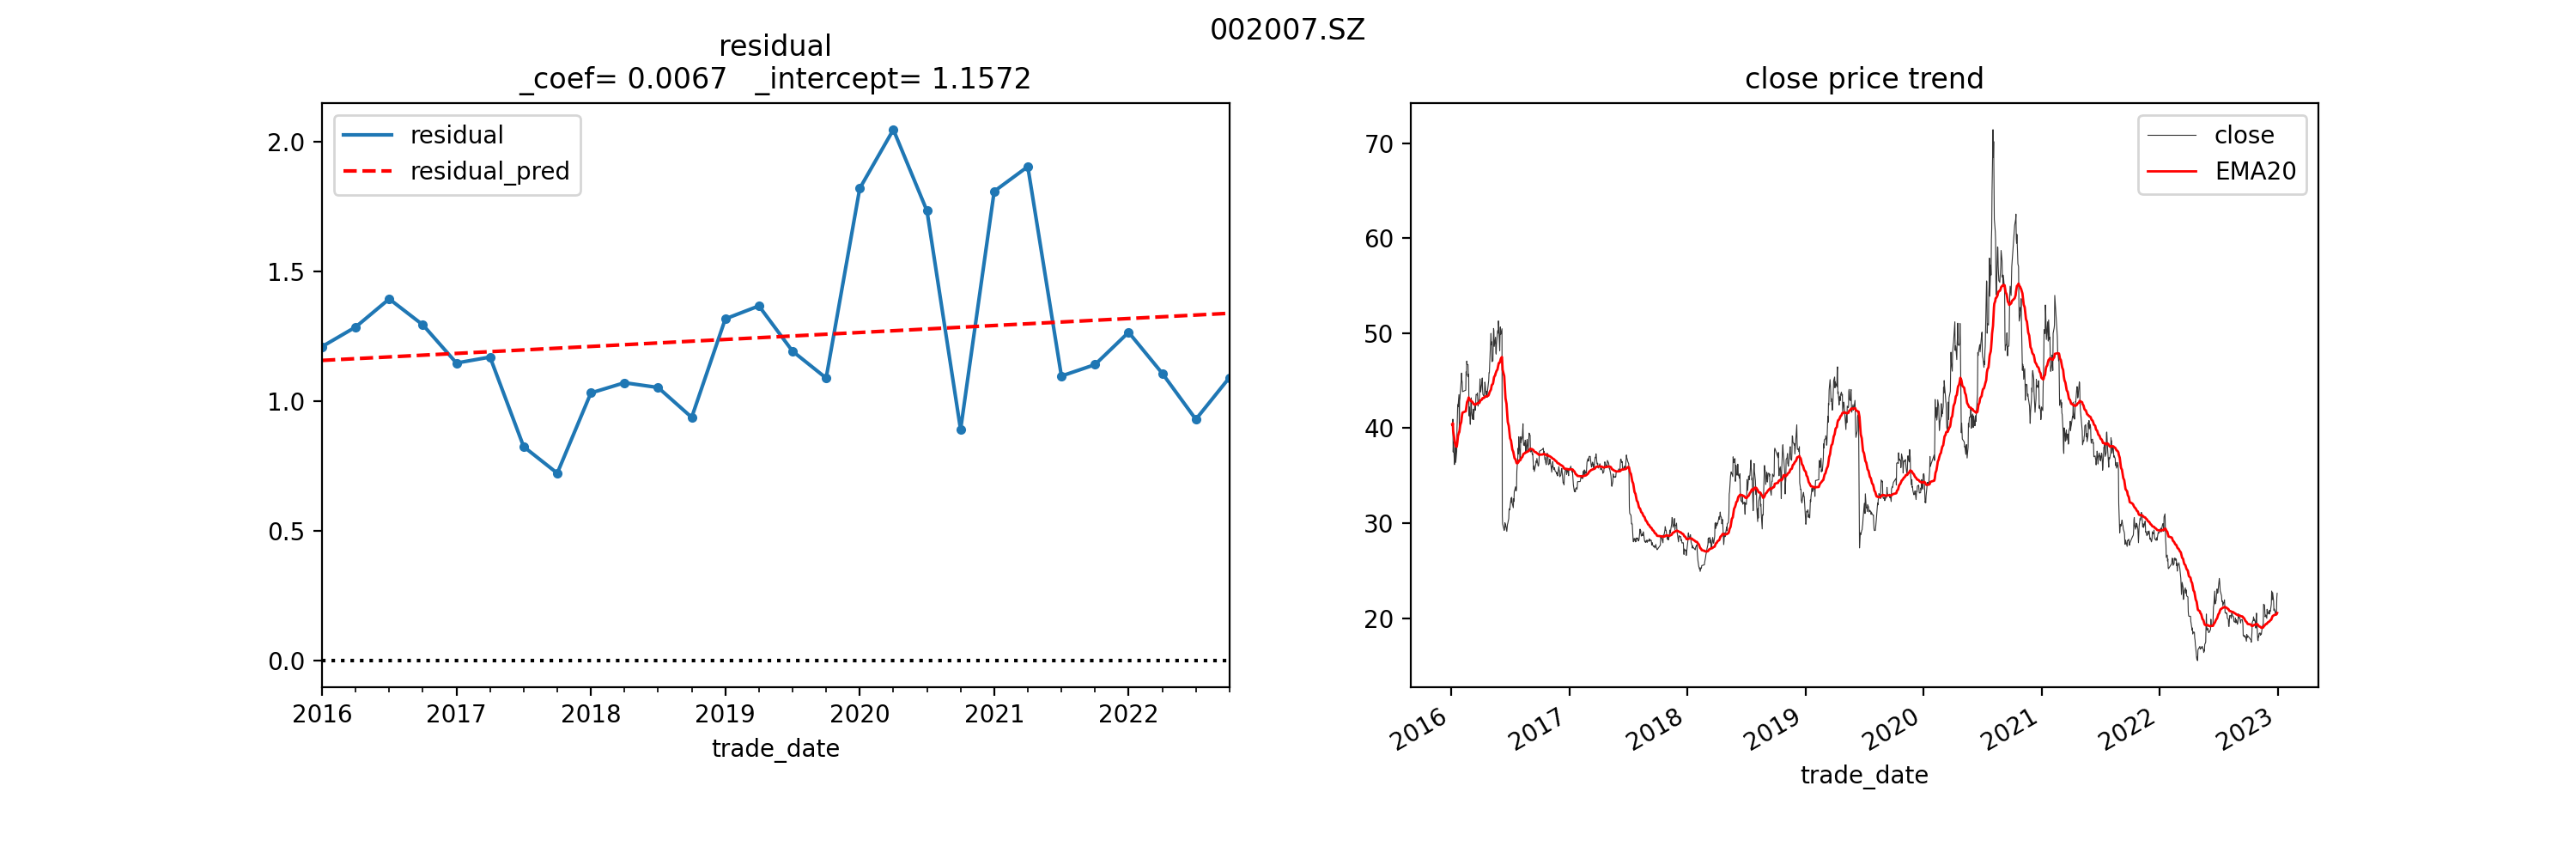 002007.SZ
residual
_coef= 0.0067 _intercept= 1.1572
residual
residual_pred
2.0
1.5
1.0
0.5
0.0
2016 2017 2018 2019 2020 2021 2022
trade_date
close price trend
close
EMA20
70
60
50
40
30
20
2016 2017 2018 2019 2020 2021 2022 2023
trade_date